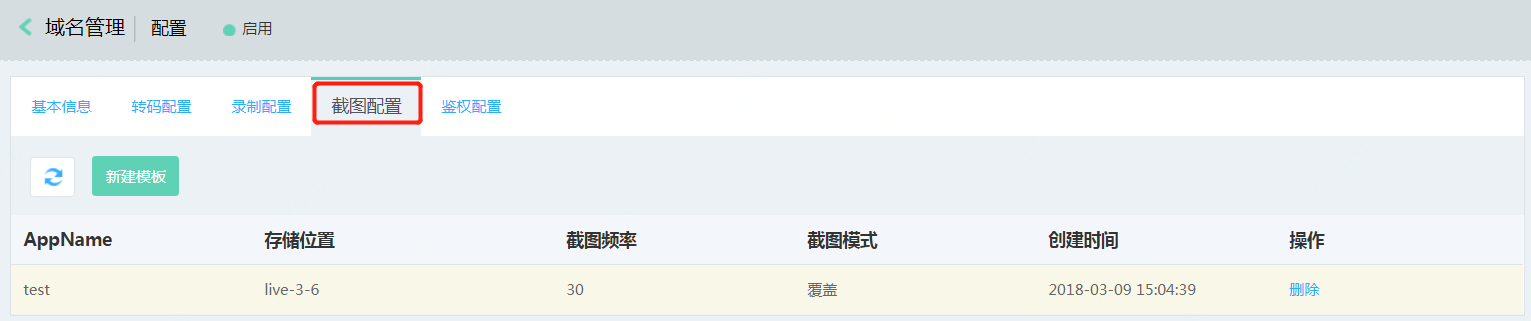 域名管理 配置 启用
基本信息 转码配置 录制配置 截图配置 鉴权配置
新建模板
AppName 存储位置 截图频率 截图模式 创建时间 操作
test live-3-6 30 覆盖 2018-03-09 15:04:39 删除